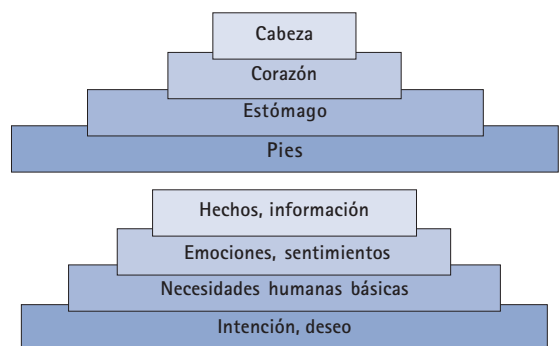 Cabeza
Corazón
Estómago
Pies
Hechos, información
Emociones, sentimientos
Necesidades humanas básicas
Intención, deseo